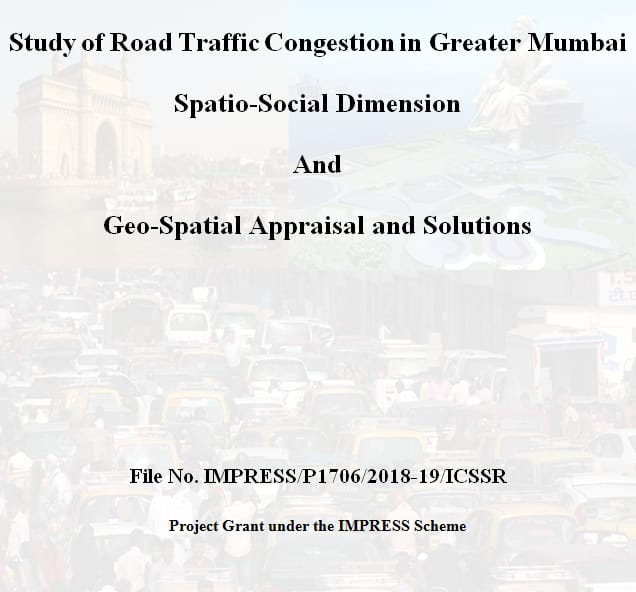 Study of Road Traffic Congestion in Greater Mumbai
Spatio-Social Dimension
And
Geo-Spatial Appraisal and Solutions
File No. IMPRESS/P1706/2018-19/ICSSR
Project Grant under the IMPRESS Scheme